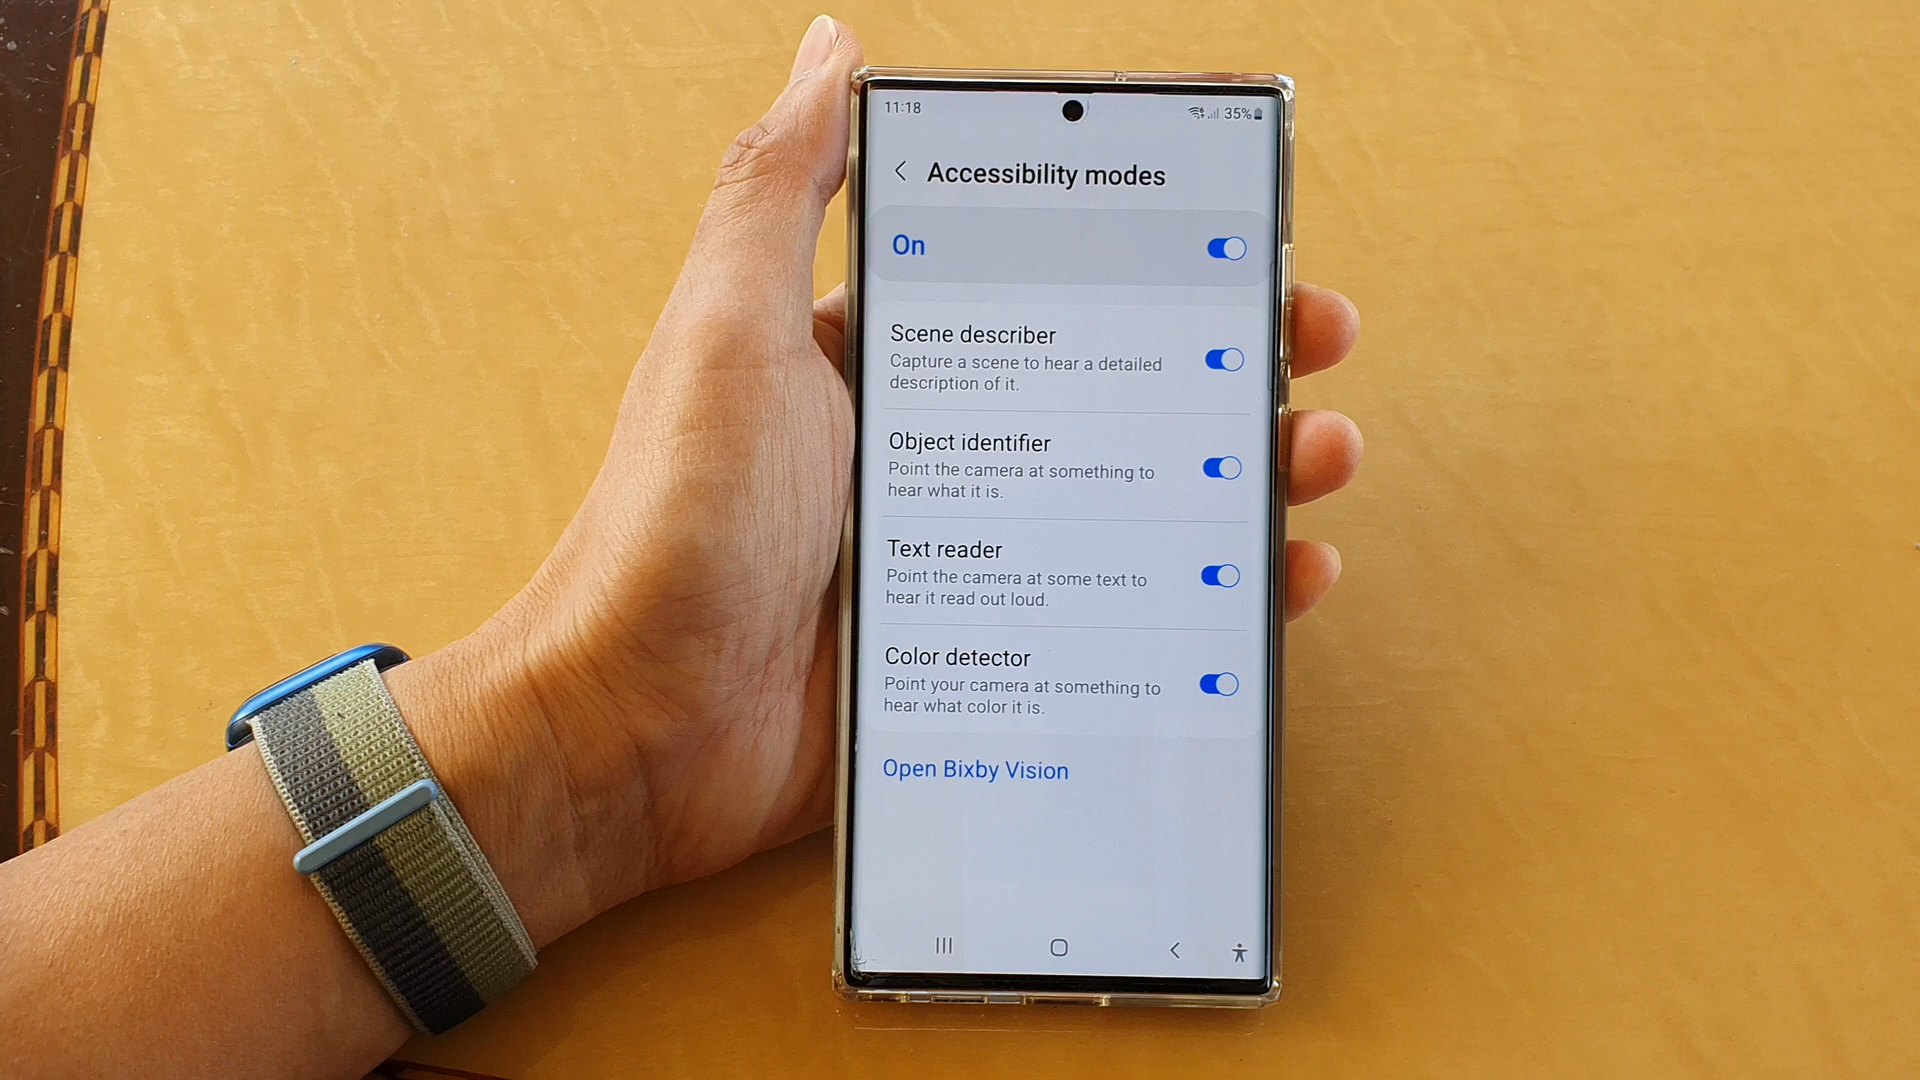 11:18
35%
Accessibility modes
On
Scene describer
Capture a scene to hear a detailed
description of it.
Object identifier
Point the camera at something to
hear what it is.
Text reader
Point the camera at some text to
hear it read out loud.
Color detector
Point your camera at something to
hear what color it is.
Open Bixby Vision